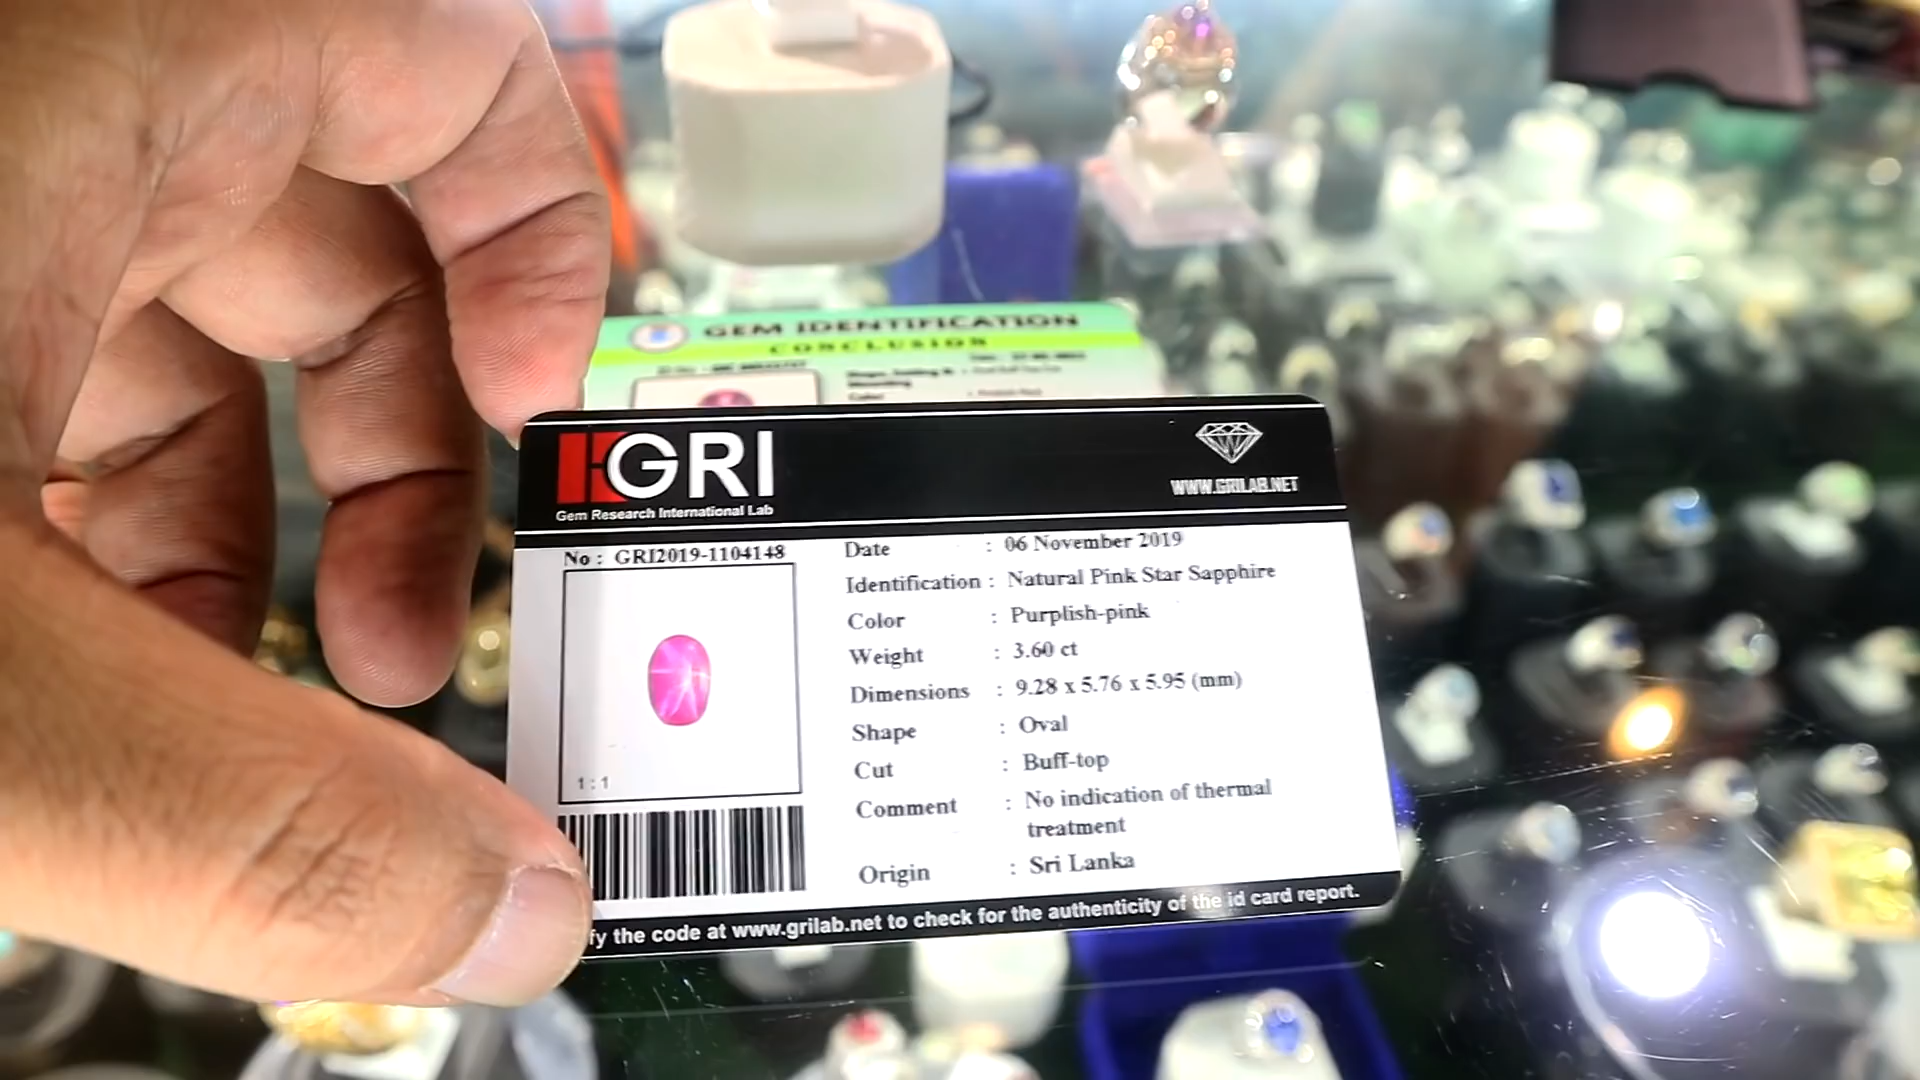 GEM IDENTIFICATION
CONCLUSION
GRI
Gem Research International Lab
WWW.GRILAB.NET
No : GRI2019-1104148
1 : 1
Date : 06 November 2019
Identification : Natural Pink Star Sapphire
Color : Purplish-pink
Weight : 3.60 ct
Dimensions : 9.28 x 5.76 x 5.95 (mm)
Shape : Oval
Cut : Buff-top
Comment : No indication of thermal
treatment
Origin : Sri Lanka
the code at www.grilab.net to check for the authenticity of the id card report.